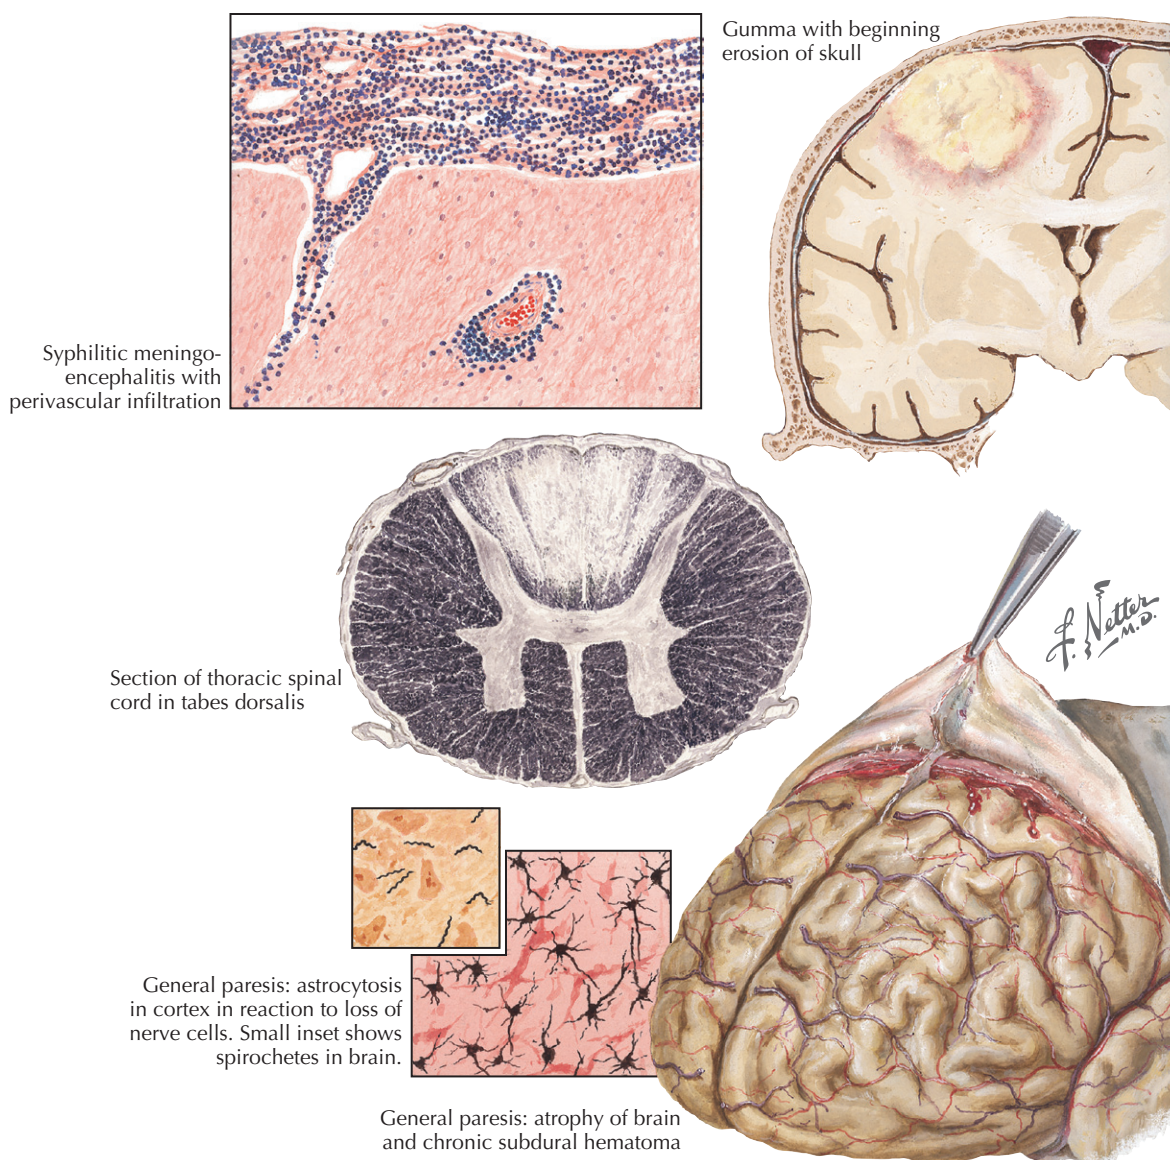 Gumma with beginning
erosion of skull
Syphilitic meningo-
encephalitis with
perivascular infiltration
Section of thoracic spinal
cord in tabes dorsalis
F. Netter
M.D.
General paresis: astrocytosis
in cortex in reaction to loss of
nerve cells. Small inset shows
spirochetes in brain.
General paresis: atrophy of brain
and chronic subdural hematoma